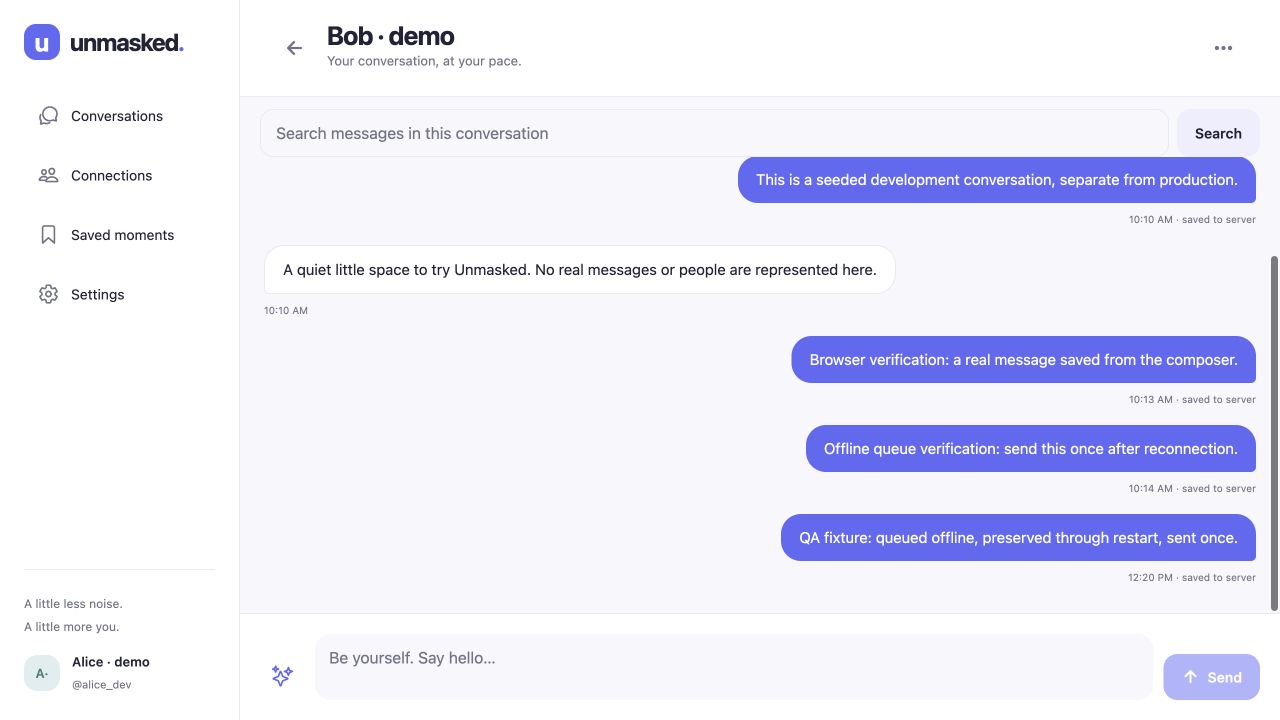 u unmasked.
Conversations
Connections
Saved moments
Settings
A little less noise.
A little more you.
A·
Alice · demo
@alice_dev
Bob · demo
Your conversation, at your pace.
Search messages in this conversation
Search
This is a seeded development conversation, separate from production.
10:10 AM · saved to server
A quiet little space to try Unmasked. No real messages or people are represented here.
10:10 AM
Browser verification: a real message saved from the composer.
10:13 AM · saved to server
Offline queue verification: send this once after reconnection.
10:14 AM · saved to server
QA fixture: queued offline, preserved through restart, sent once.
12:20 PM · saved to server
Be yourself. Say hello...
Send